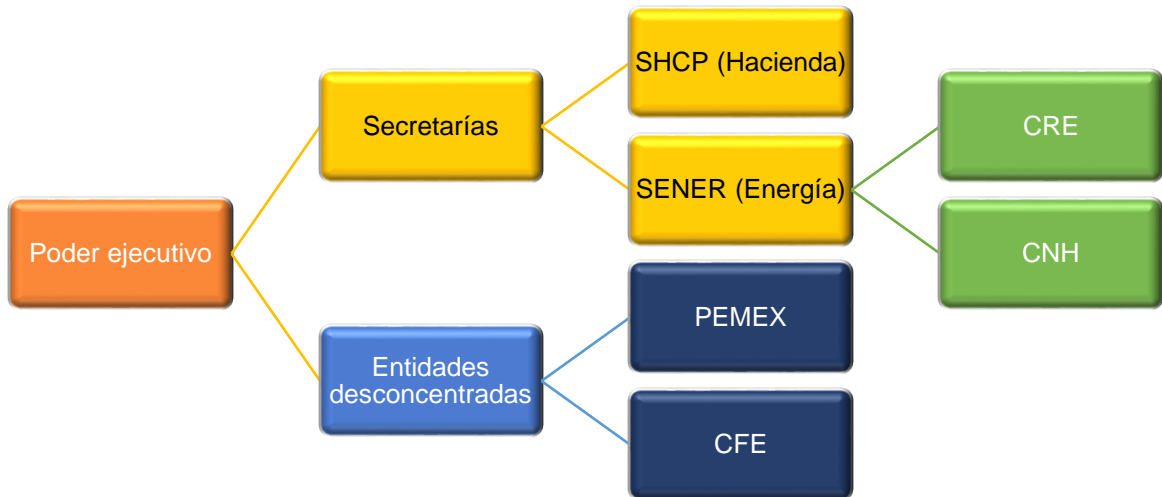 Poder ejecutivo
Secretarías
SHCP (Hacienda)
SENER (Energía)
CRE
CNH
Entidades
desconcentradas
PEMEX
CFE